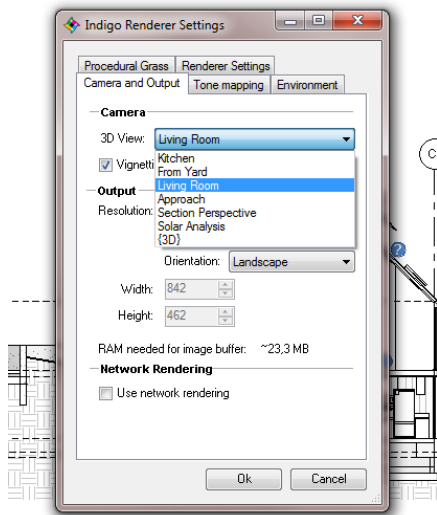 Indigo Renderer Settings
Procedural Grass Renderer Settings
Camera and Output Tone mapping Environment
Camera
3D View: Living Room
Kitchen
From Yard
Living Room
Approach
Section Perspective
Solar Analysis
{3D}
Vignetti
Output
Resolution:
Orientation: Landscape
Width: 842
Height: 462
RAM needed for image buffer: ~23,3 MB
Network Rendering
Use network rendering
Ok Cancel
C
?